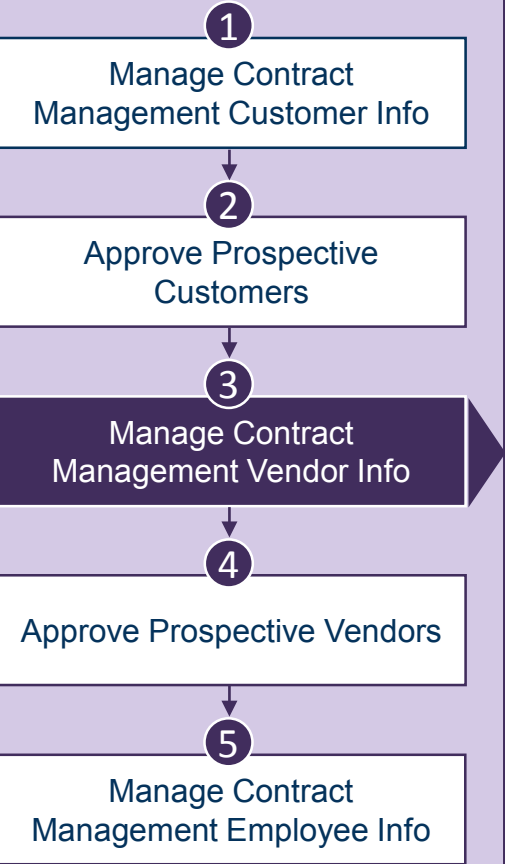 1
Manage Contract
Management Customer Info
2
Approve Prospective
Customers
3
Manage Contract
Management Vendor Info
4
Approve Prospective Vendors
5
Manage Contract
Management Employee Info